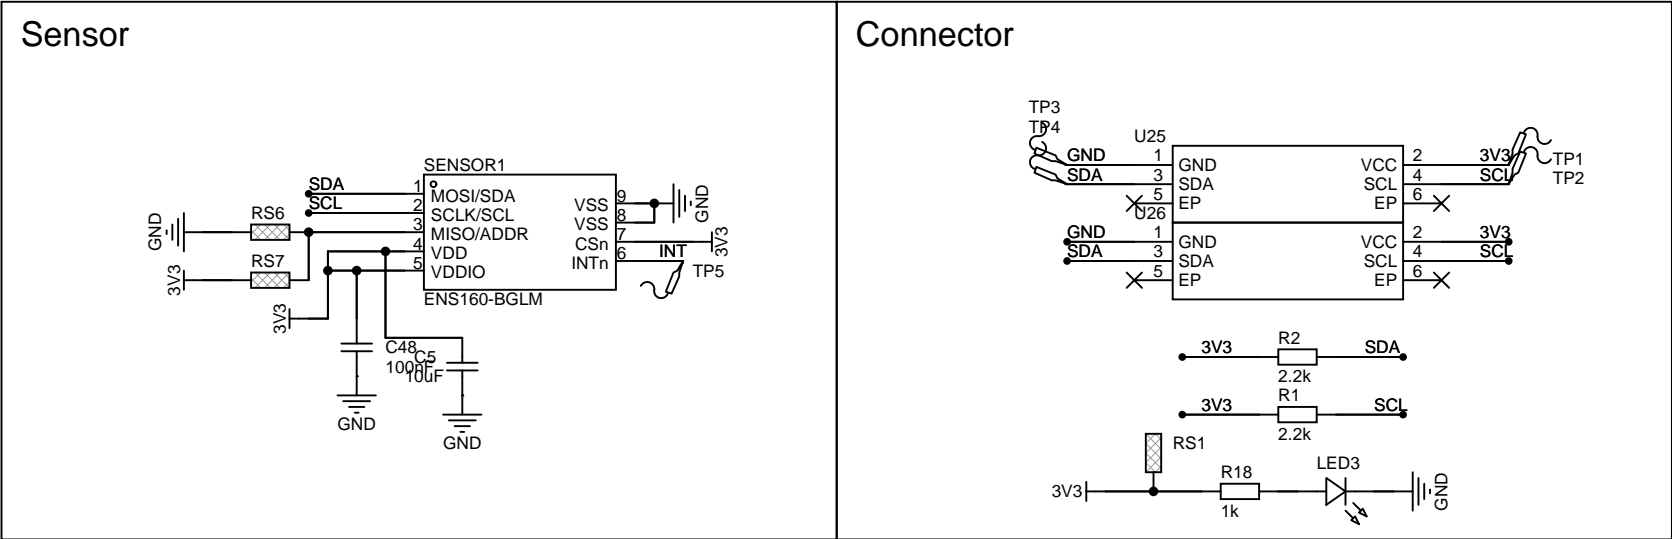 Sensor
SENSOR1
SDA
1
MOSI/SDA
SCL
2
SCLK/SCL
GND
RS6
3
MISO/ADDR
4
VDD
3V3
RS7
5
VDDIO
VSS
9
GND
VSS
8
CSn
7
3V3
INTn
6
INT
TP5
ENS160-BGLM
3V3
C48
100nF
GND
C5
10uF
GND
Connector
TP3
TP4
U25
GND
1
GND
VCC
2
3V3
TP1
SDA
3
SDA
SCL
4
SCL
TP2
5
EP
EP
6
U26
GND
1
GND
VCC
2
3V3
SDA
3
SDA
SCL
4
SCL
5
EP
EP
6
3V3
R2
SDA
2.2k
3V3
R1
SCL
2.2k
RS1
3V3
R18
1k
LED3
GND